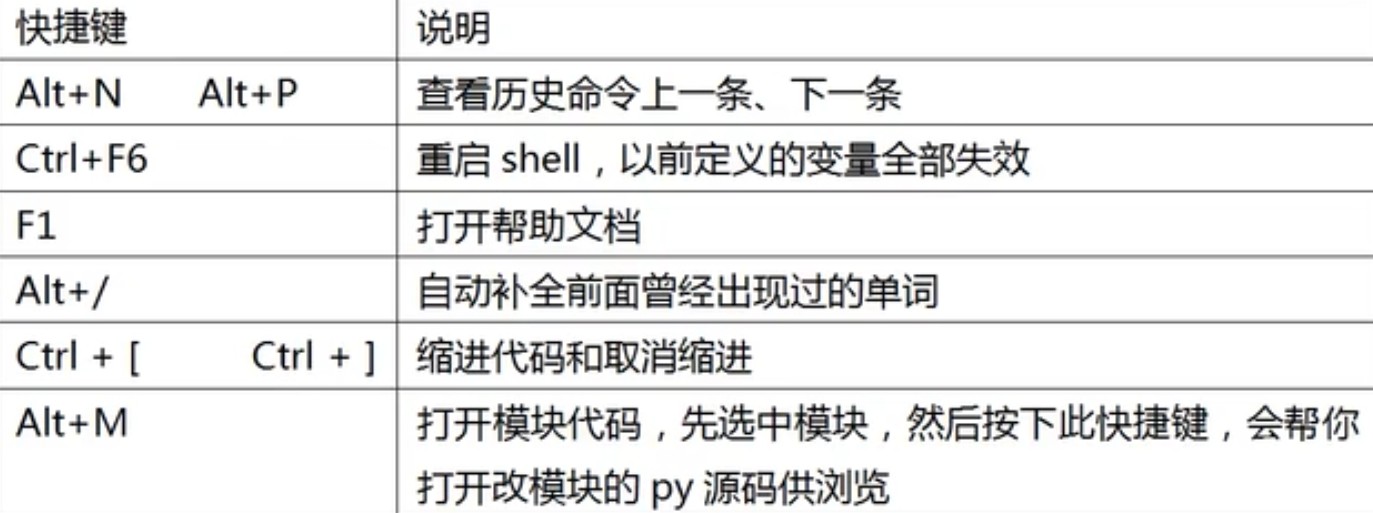 快捷键 说明
Alt+N Alt+P 查看历史命令上一条、下一条
Ctrl+F6 重启 shell，以前定义的变量全部失效
F1 打开帮助文档
Alt+/ 自动补全前面曾经出现过的单词
Ctrl + [ Ctrl + ] 缩进代码和取消缩进
Alt+M 打开模块代码，先选中模块，然后按下此快捷键，会帮你
打开改模块的 py 源码供浏览